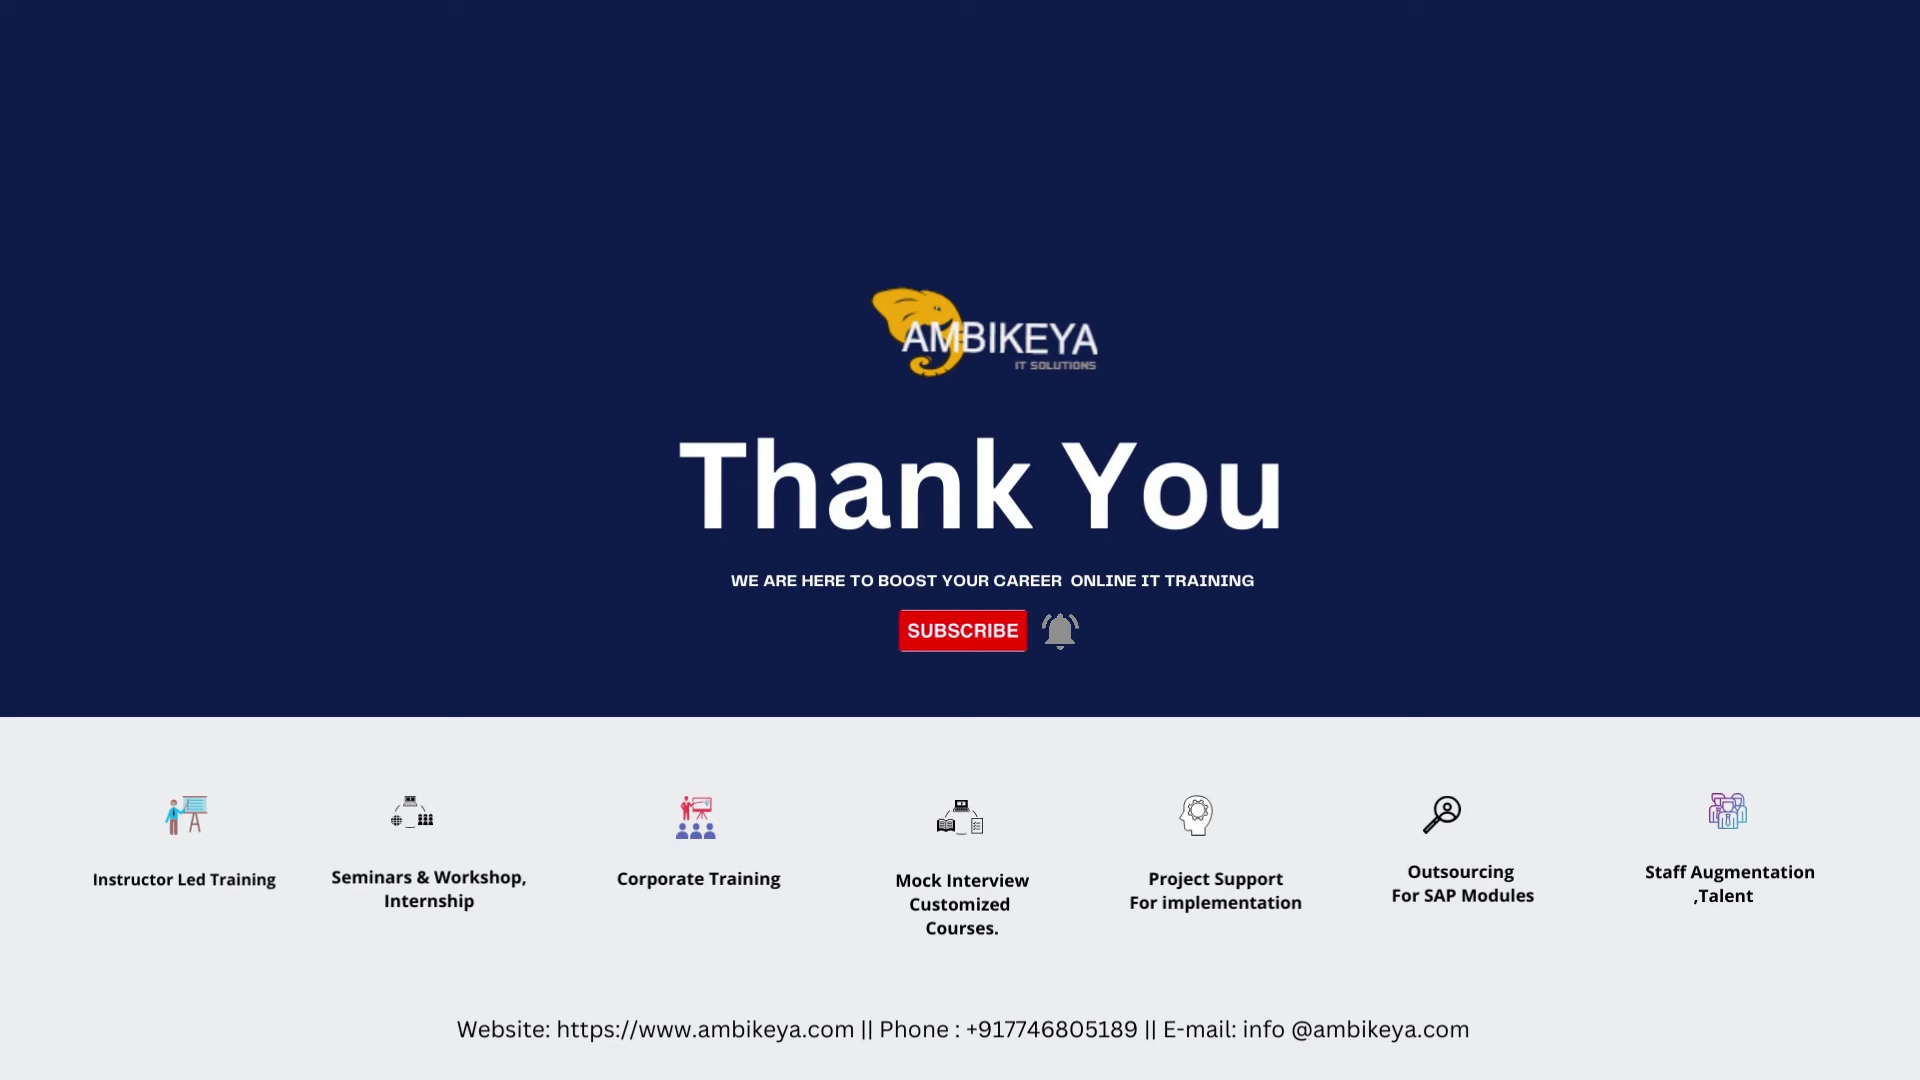 AMBIKEYA
IT SOLUTIONS
Thank You
WE ARE HERE TO BOOST YOUR CAREER ONLINE IT TRAINING
SUBSCRIBE
Instructor Led Training
Seminars & Workshop,
Internship
Corporate Training
Mock Interview
Customized
Courses.
Project Support
For implementation
Outsourcing
For SAP Modules
Staff Augmentation
,Talent
Website: https://www.ambikeya.com || Phone : +917746805189 || E-mail: info @ambikeya.com